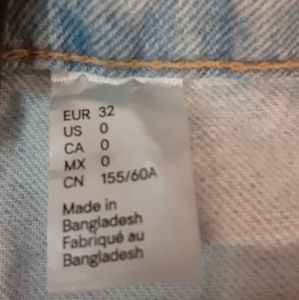 EUR 32
US 0
CA 0
MX 0
CN 155/60A
Made in
Bangladesh
Fabriqué au
Bangladesh